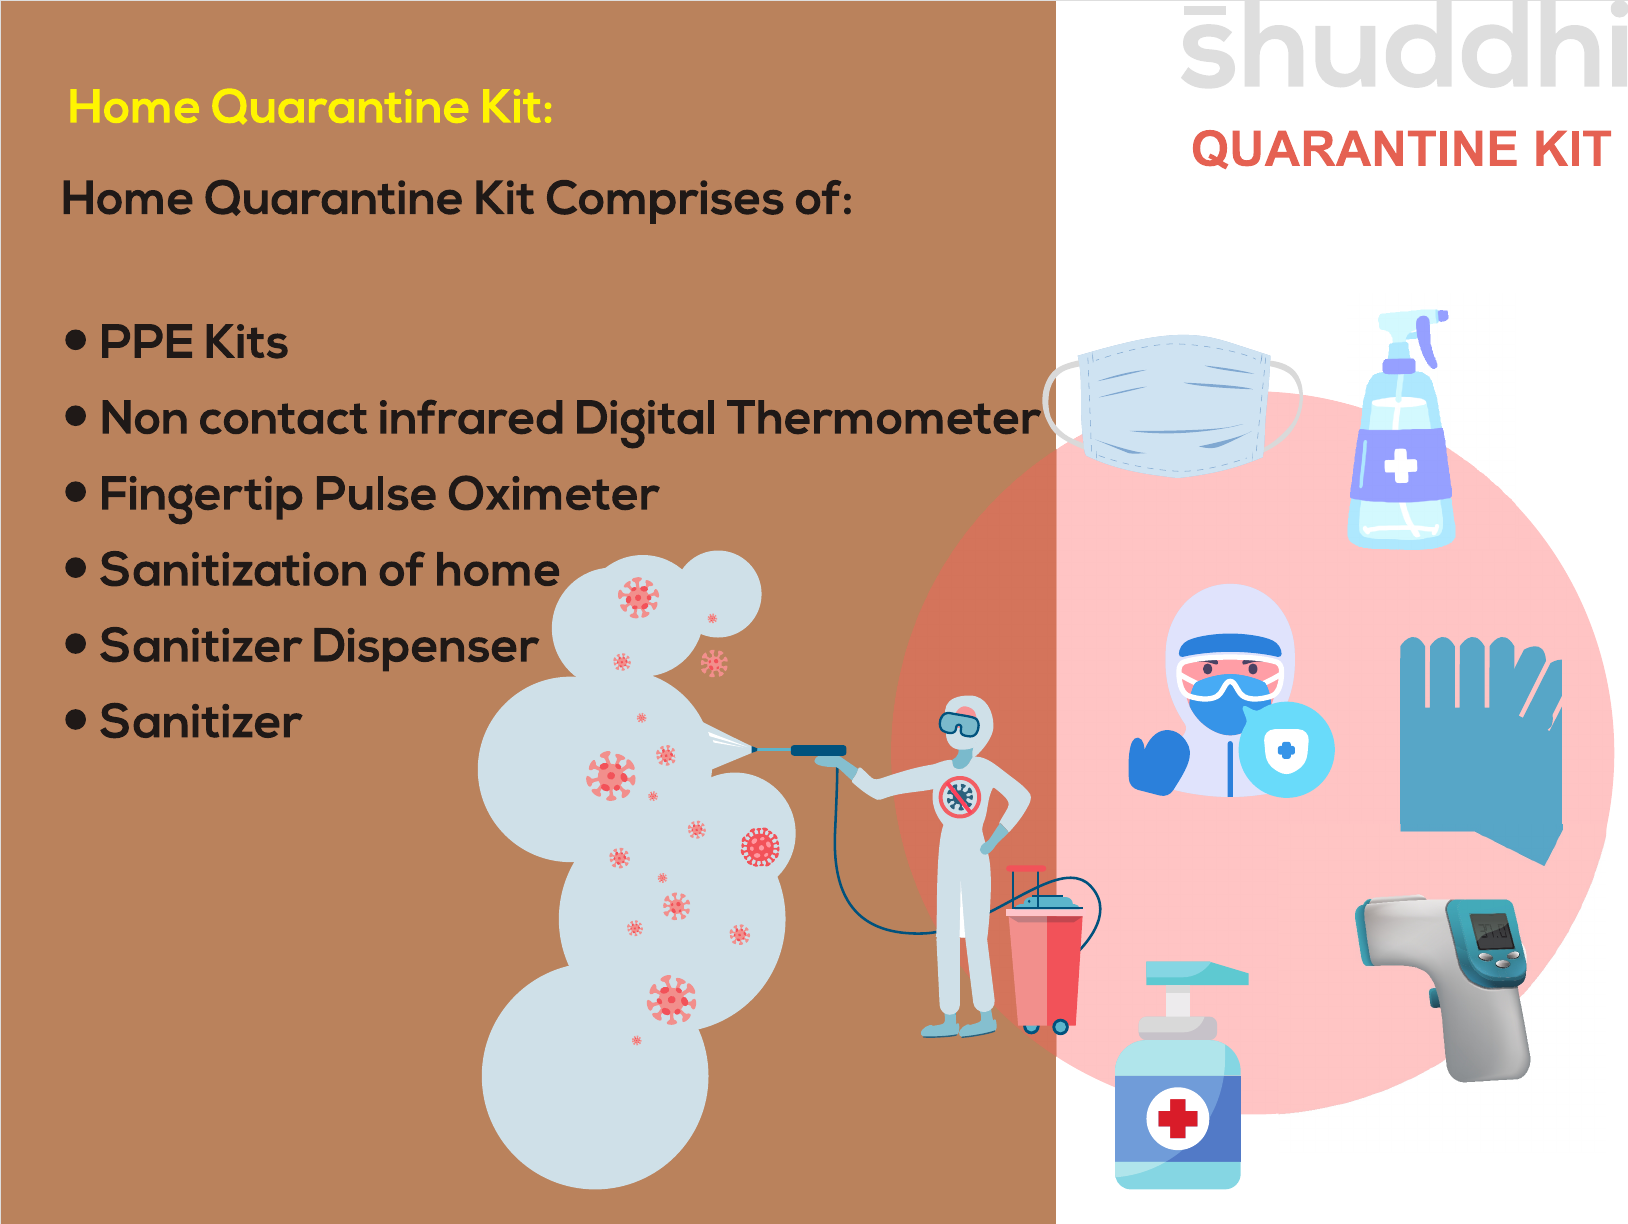 s̄huddhi
QUARANTINE KIT
Home Quarantine Kit:
Home Quarantine Kit Comprises of:
• PPE Kits
• Non contact infrared Digital Thermometer
• Fingertip Pulse Oximeter
• Sanitization of home
• Sanitizer Dispenser
• Sanitizer